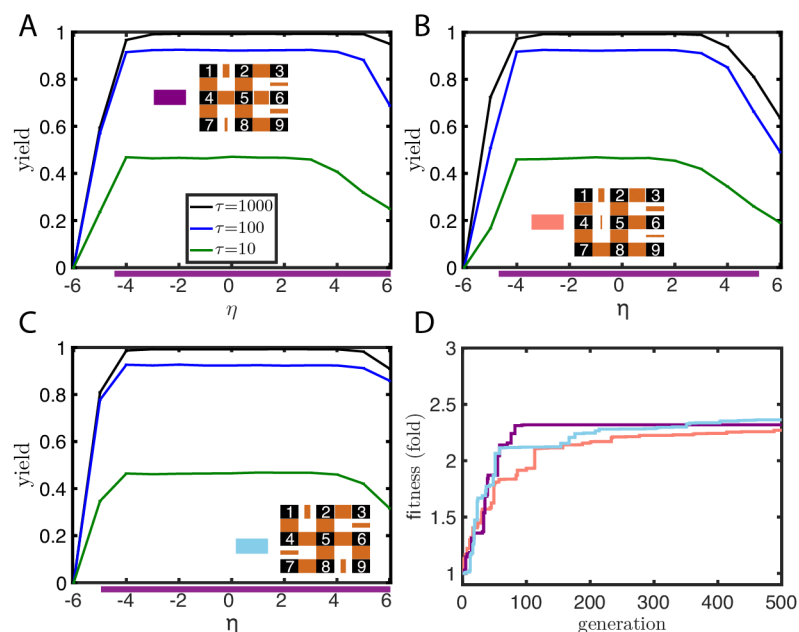 A
1
0.8
0.6
0.4
0.2
0
yield
-6 -4 -2 0 2 4 6
η
1 2 3
4 5 6
7 8 9
τ=1000
τ=100
τ=10
B
1
0.8
0.6
0.4
0.2
0
yield
-6 -4 -2 0 2 4 6
η
1 2 3
4 5 6
7 8 9
C
1
0.8
0.6
0.4
0.2
0
yield
-6 -4 -2 0 2 4 6
η
1 2 3
4 5 6
7 8 9
D
3
2.5
2
1.5
1
fitness (fold)
0 100 200 300 400 500
generation